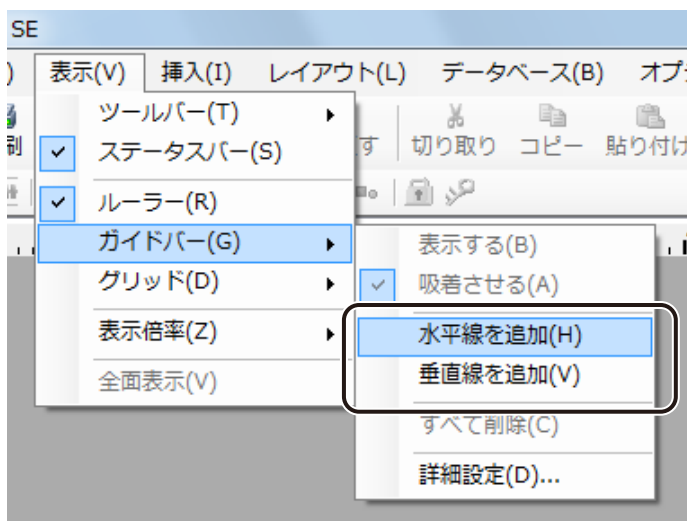 SE
表示(V) 挿入(I) レイアウト(L) データベース(B) オプ
切り取り コピー 貼り付け
ツールバー(T)
ステータスバー(S)
ルーラー(R)
ガイドバー(G)
グリッド(D)
表示倍率(Z)
全面表示(V)
表示する(B)
吸着させる(A)
水平線を追加(H)
垂直線を追加(V)
すべて削除(C)
詳細設定(D)...